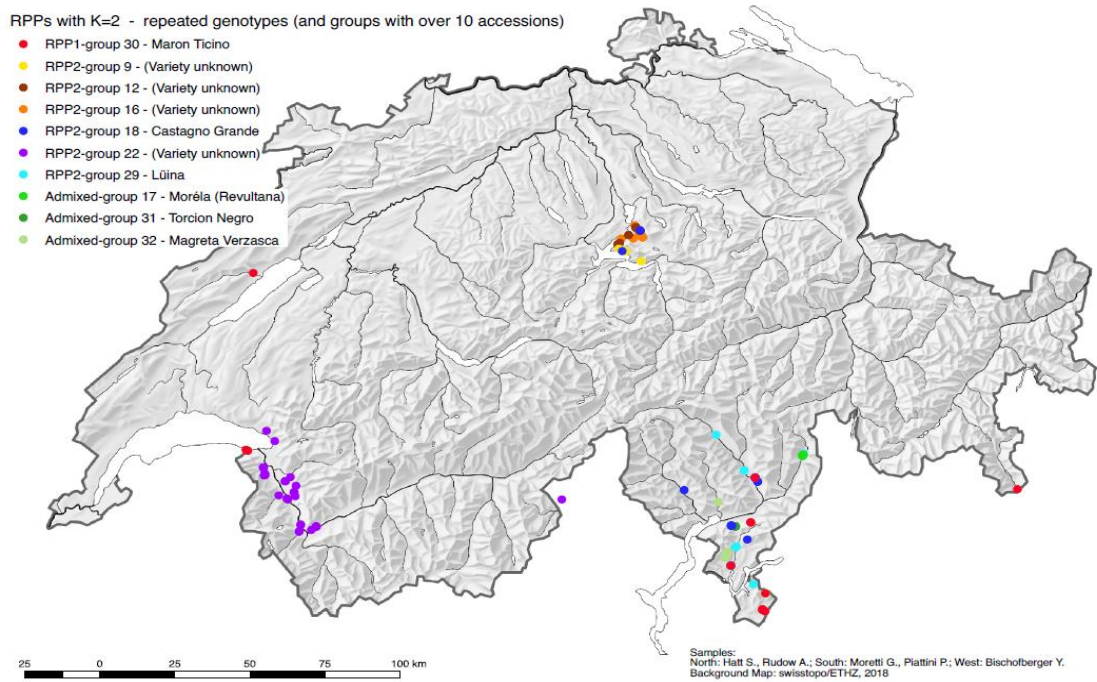 RPPs with K=2 - repeated genotypes (and groups with over 10 accessions)
RPP1-group 30 - Maron Ticino
RPP2-group 9 - (Variety unknown)
RPP2-group 12 - (Variety unknown)
RPP2-group 16 - (Variety unknown)
RPP2-group 18 - Castagno Grande
RPP2-group 22 - (Variety unknown)
RPP2-group 29 - Lüina
Admixed-group 17 - Moréla (Revultana)
Admixed-group 31 - Torcion Negro
Admixed-group 32 - Magreta Verzasca
25 0 25 50 75 100 km
Samples:
North: Hatt S., Rudow A.; South: Moretti G., Piattini P.; West: Bischofberger Y.
Background Map: swisstopo/ETHZ, 2018